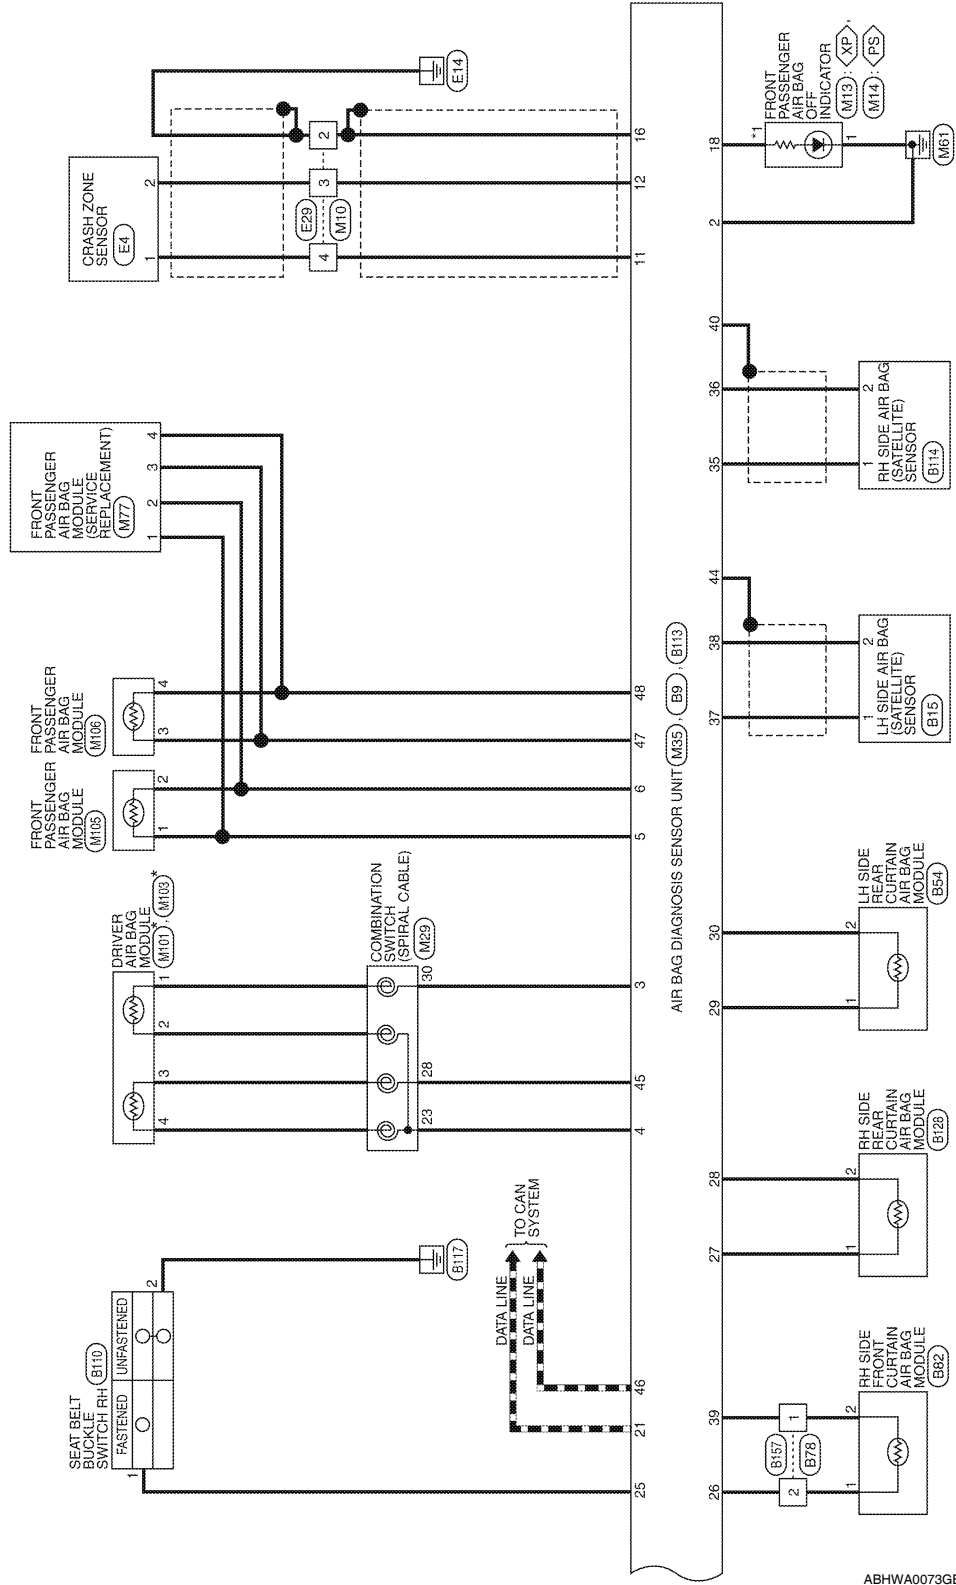 SEAT BELT
BUCKLE
SWITCH RH B110
FASTENED UNFASTENED
1 2
B117
DATA LINE
DATA LINE
TO CAN
SYSTEM
DRIVER
AIR BAG
MODULE
M101 * , M103 *
4 3 2 1
COMBINATION
SWITCH
(SPIRAL CABLE)
M29
23 28 30
FRONT
PASSENGER
AIR BAG
MODULE
M105
1 2
FRONT
PASSENGER
AIR BAG
MODULE
M106
3 4
FRONT
PASSENGER
AIR BAG
MODULE
(SERVICE
REPLACEMENT)
M77
1 2 3 4
CRASH ZONE
SENSOR
E4
1 2
E14
4 3 2
E29
M10
25 21 46 4 45 3 5 6 47 48 11 12 16
AIR BAG DIAGNOSIS SENSOR UNIT M35 , B9 , B113
26 39 27 28 29 30 37 38 44 35 36 40 2 18
B157
B78
2 1
1 2
RH SIDE
FRONT
CURTAIN
AIR BAG
MODULE
B82
1 2
RH SIDE
REAR
CURTAIN
AIR BAG
MODULE
B128
1 2
LH SIDE
REAR
CURTAIN
AIR BAG
MODULE
B54
1 2
LH SIDE AIR BAG
(SATELLITE)
SENSOR
B15
1 2
RH SIDE AIR BAG
(SATELLITE)
SENSOR
B114
*1
1
FRONT
PASSENGER
AIR BAG
OFF
INDICATOR
M13 : XP ,
M14 : PS
M61
ABHWA0073GE